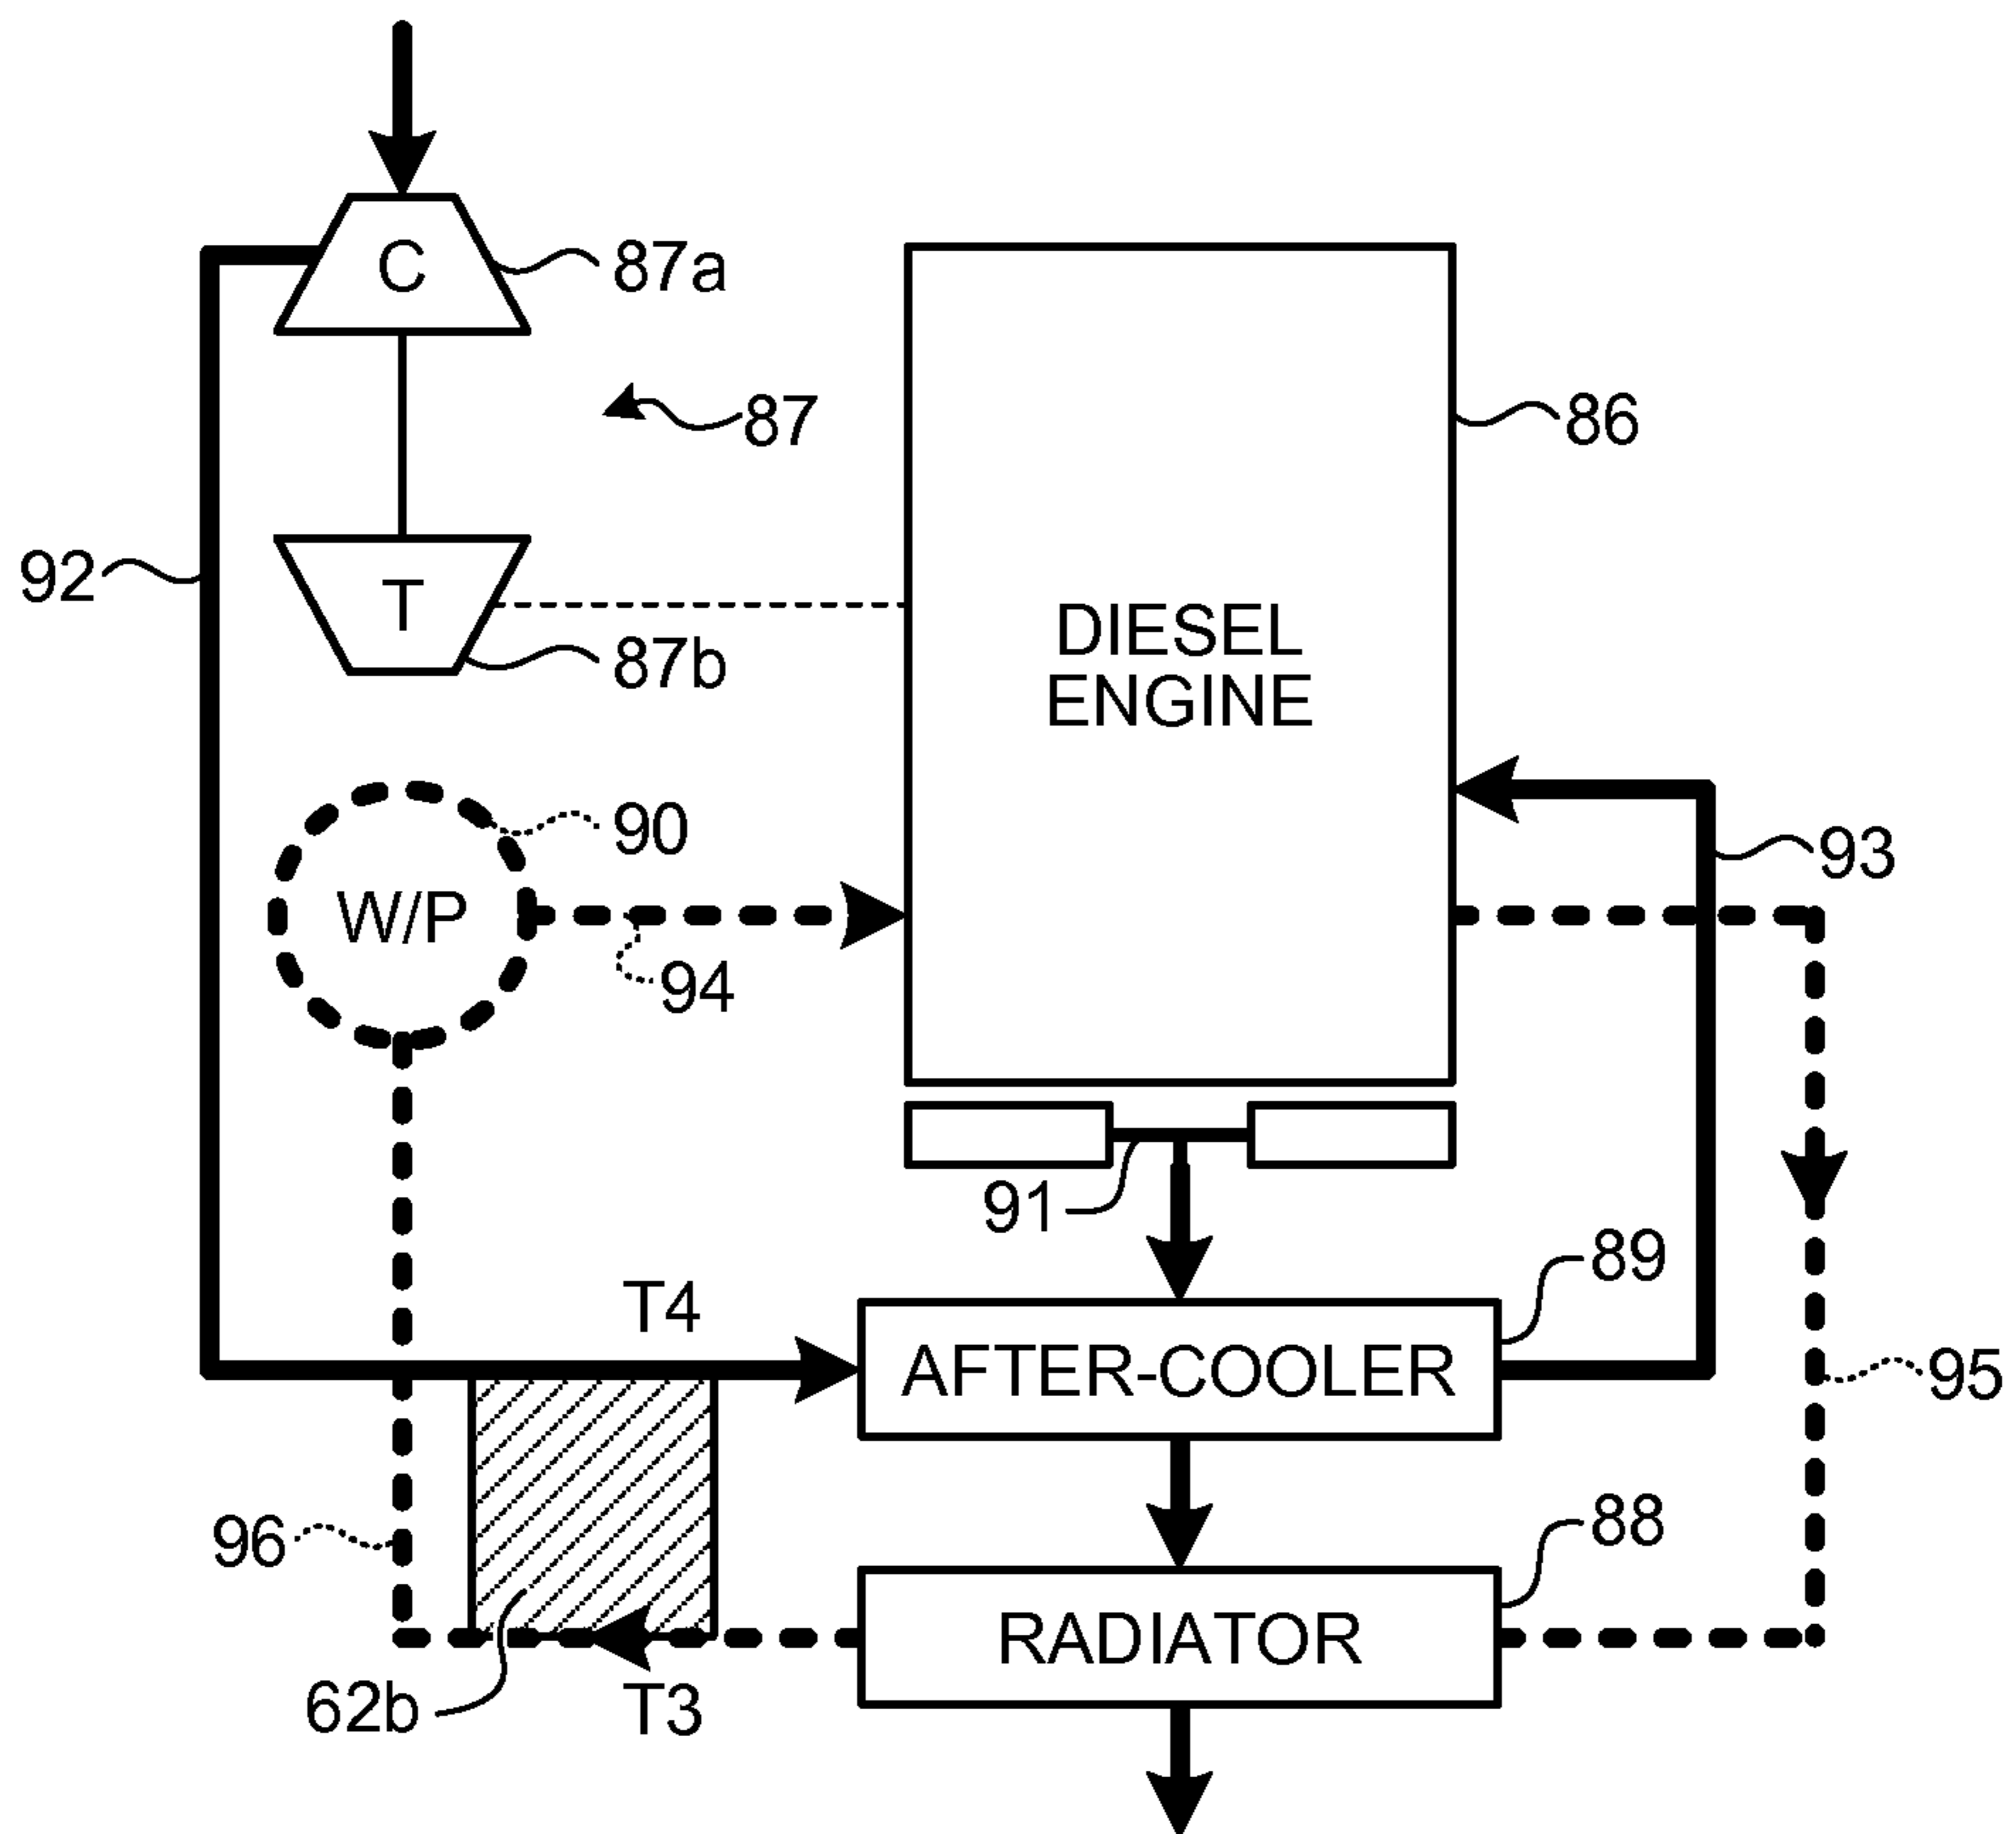 C
87a
87
86
92
T
87b
DIESEL
ENGINE
90
93
W/P
94
91
89
T4
AFTER-COOLER
95
96
88
RADIATOR
62b
T3